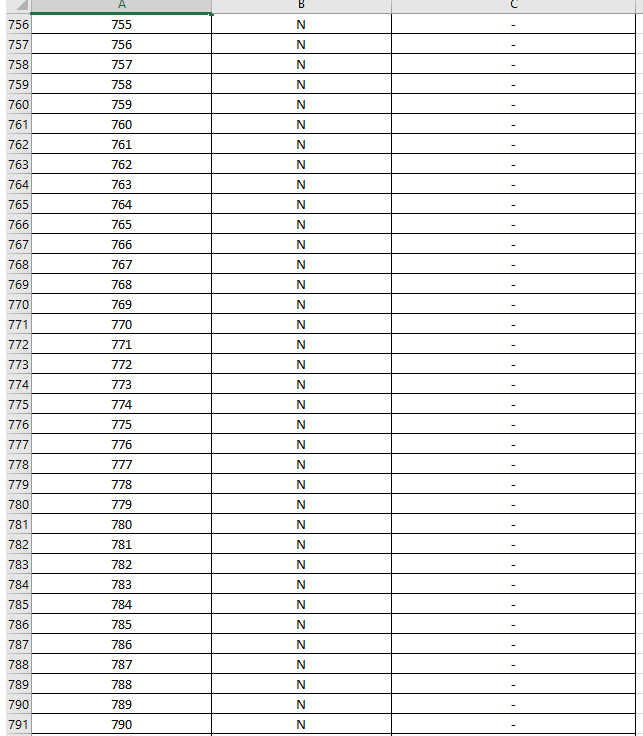 A B C
756 755 N -
757 756 N -
758 757 N -
759 758 N -
760 759 N -
761 760 N -
762 761 N -
763 762 N -
764 763 N -
765 764 N -
766 765 N -
767 766 N -
768 767 N -
769 768 N -
770 769 N -
771 770 N -
772 771 N -
773 772 N -
774 773 N -
775 774 N -
776 775 N -
777 776 N -
778 777 N -
779 778 N -
780 779 N -
781 780 N -
782 781 N -
783 782 N -
784 783 N -
785 784 N -
786 785 N -
787 786 N -
788 787 N -
789 788 N -
790 789 N -
791 790 N -